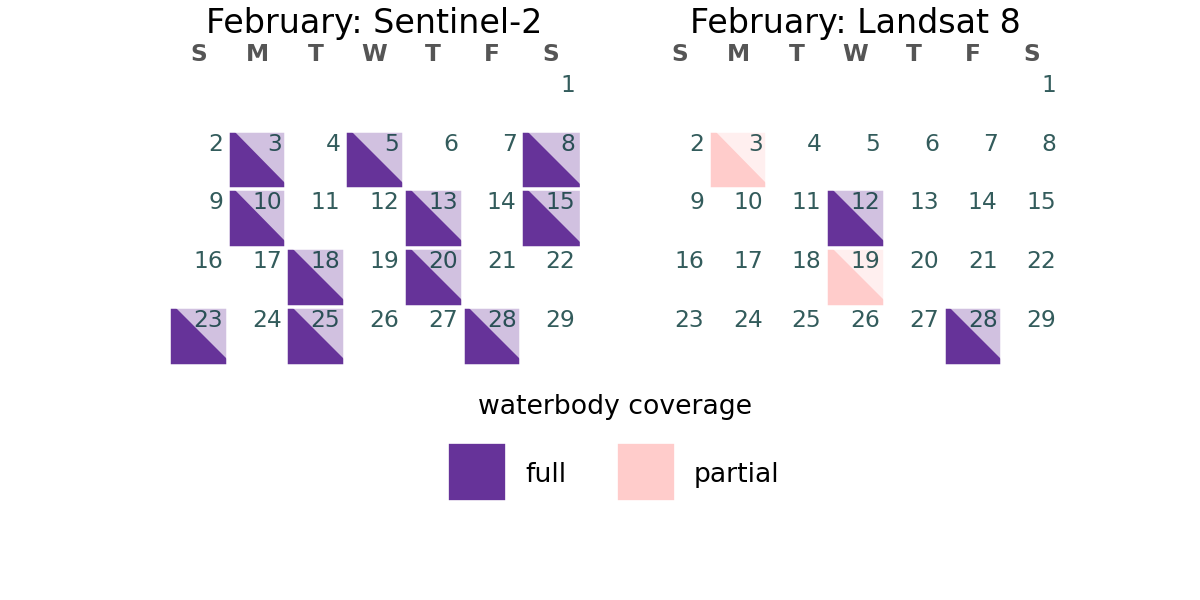 February: Sentinel-2
S M T W T F S
1
2 3 4 5 6 7 8
9 10 11 12 13 14 15
16 17 18 19 20 21 22
23 24 25 26 27 28 29
February: Landsat 8
S M T W T F S
1
2 3 4 5 6 7 8
9 10 11 12 13 14 15
16 17 18 19 20 21 22
23 24 25 26 27 28 29
waterbody coverage
full
partial